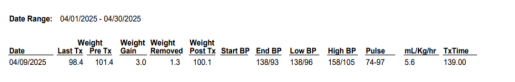 Date Range: 04/01/2025 - 04/30/2025
Weight Weight Weight Weight
Date Last Tx Pre Tx Gain Removed Post Tx Start BP End BP Low BP High BP Pulse mL/Kg/hr TxTime
04/09/2025 98.4 101.4 3.0 1.3 100.1 138/93 138/96 158/105 74-97 5.6 139.00